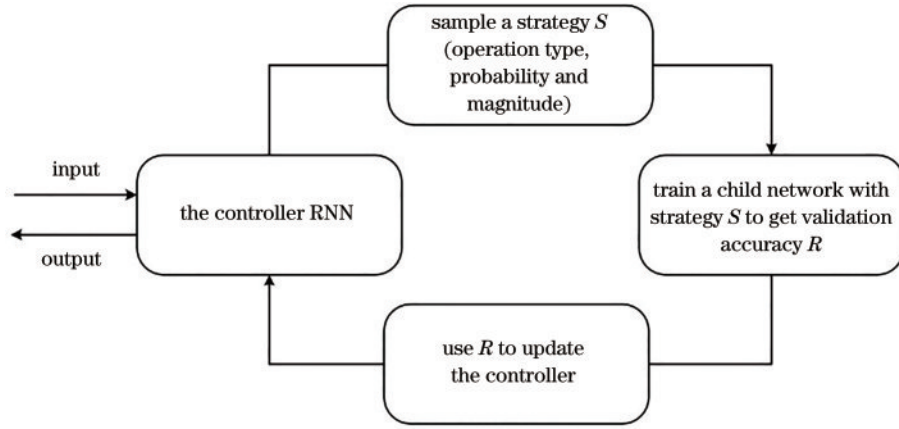 sample a strategy S
(operation type,
probability and
magnitude)
input
the controller RNN
output
train a child network with
strategy S to get validation
accuracy R
use R to update
the controller